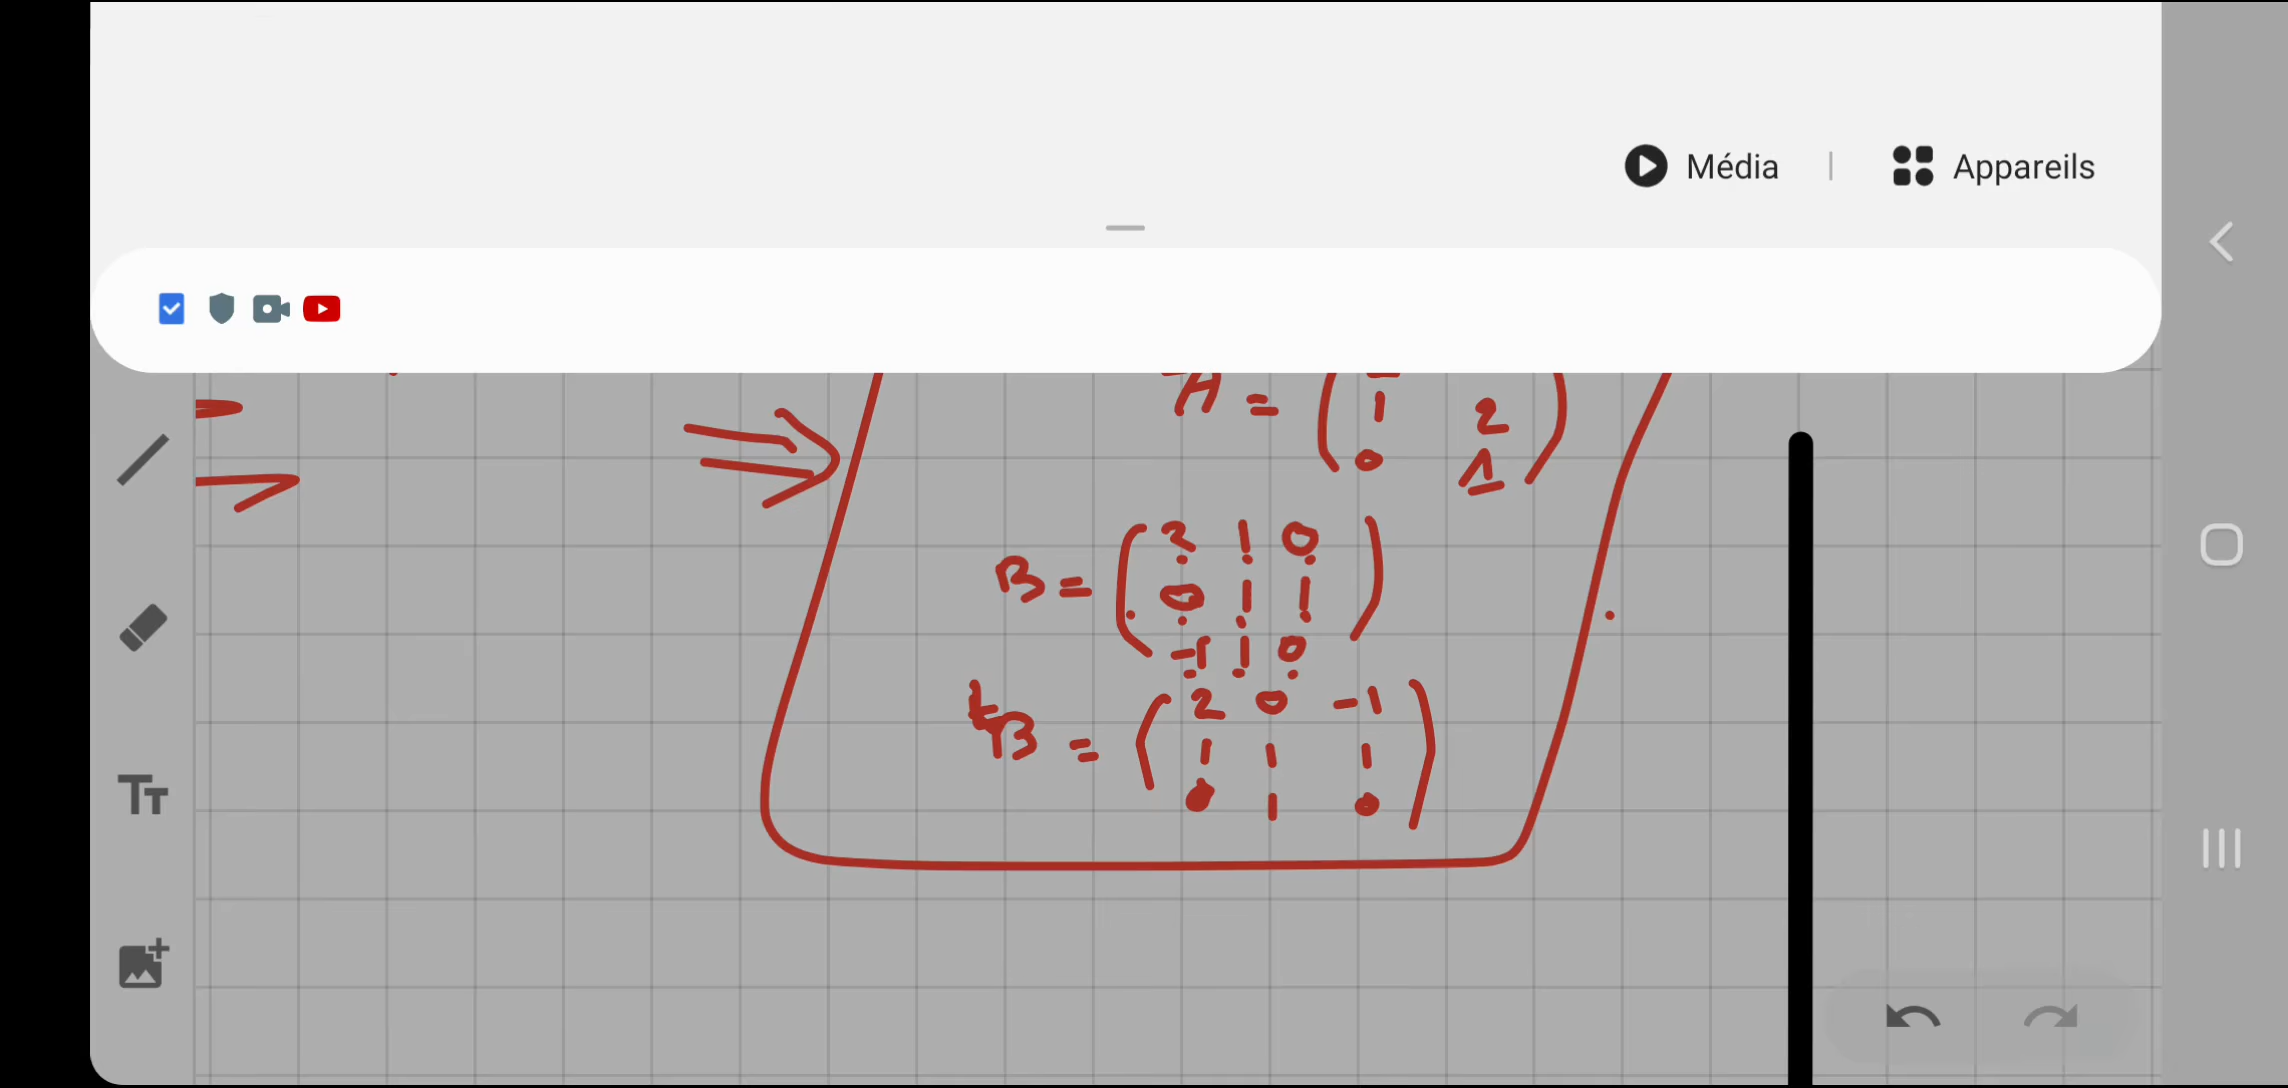 Média | Appareils
A = ( 1 2
0 1 )
B = ( 2 1 0
0 1 1
-1 1 0 )
ᵗB = ( 2 0 -1
1 1 1
0 1 0 )
Tт